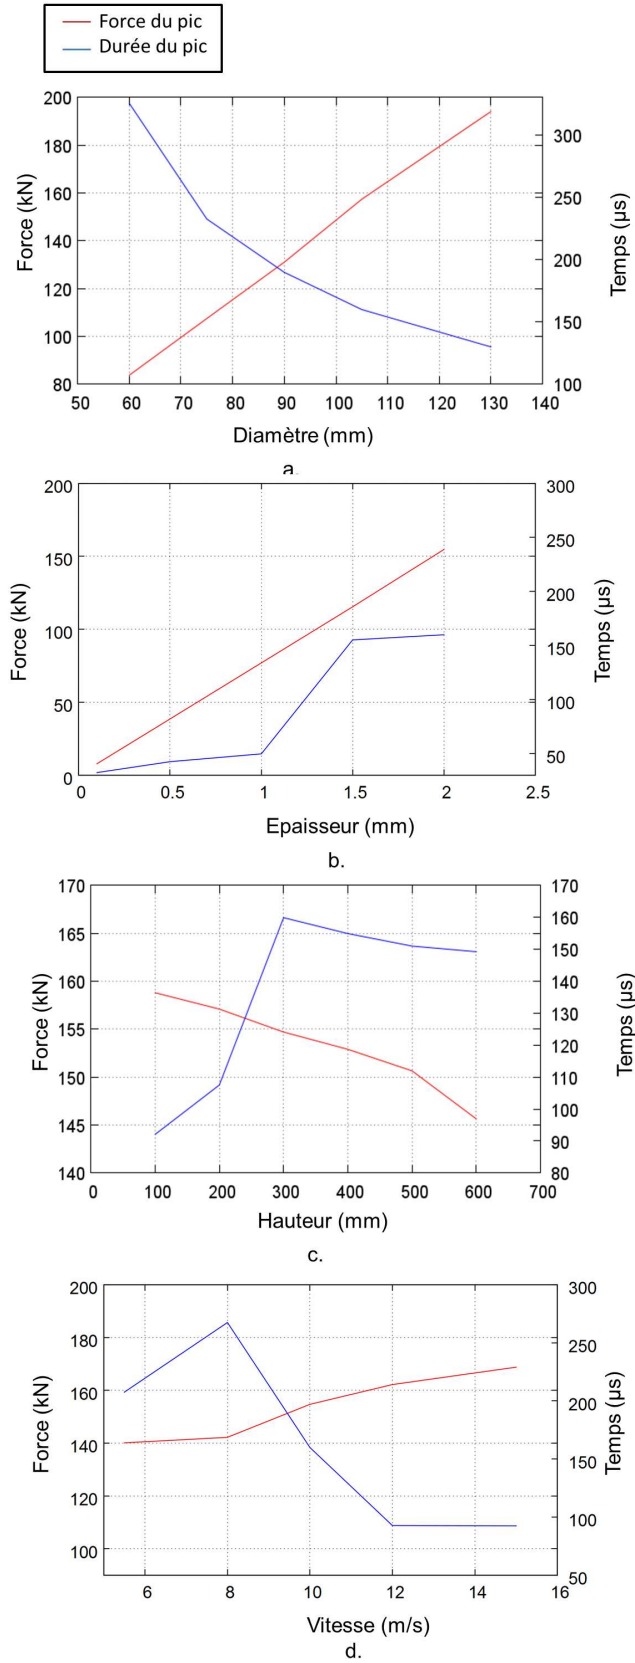 Force du pic
Durée du pic
200
180
160
140
120
100
80
300
250
200
150
100
Force (kN)
Temps (µs)
50 60 70 80 90 100 110 120 130 140
Diamètre (mm)
a.
200
150
100
50
0
300
250
200
150
100
50
Force (kN)
Temps (µs)
0 0.5 1 1.5 2 2.5
Epaisseur (mm)
b.
170
165
160
155
150
145
140
170
160
150
140
130
120
110
100
90
80
Force (kN)
Temps (µs)
0 100 200 300 400 500 600 700
Hauteur (mm)
c.
200
180
160
140
120
100
300
250
200
150
100
50
Force (kN)
Temps (µs)
6 8 10 12 14 16
Vitesse (m/s)
d.